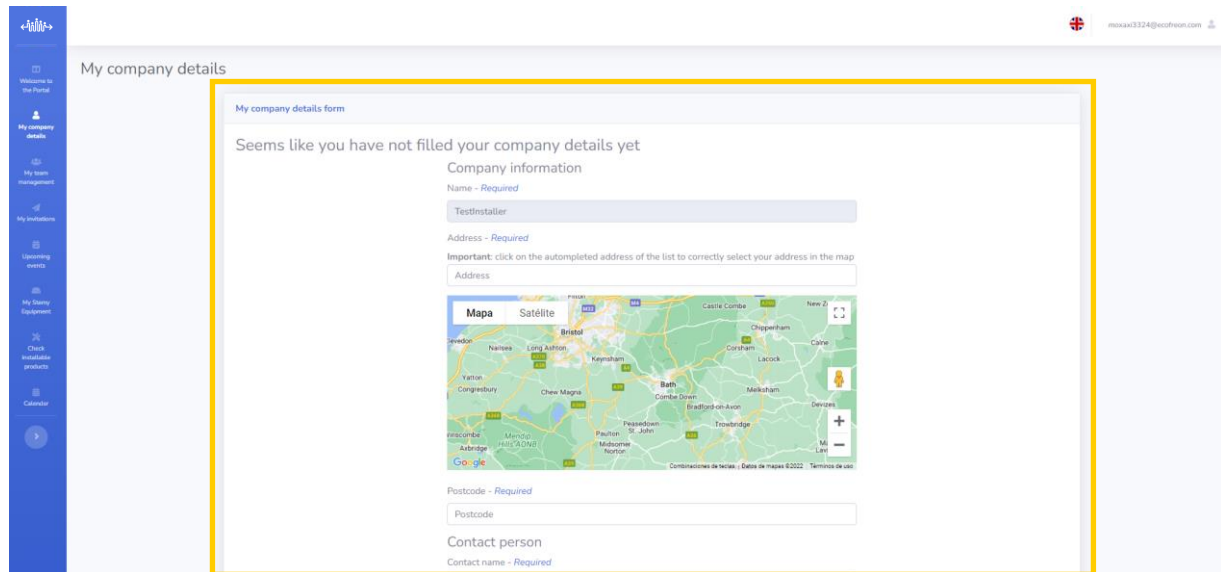 moxaxi3324@ecofreon.com
Welcome to
the Portal
My company
details
My team
management
My invitations
Upcoming
events
My Stemy
Equipment
Check
installable
products
Calendar
My company details
My company details form
Seems like you have not filled your company details yet
Company information
Name - Required
TestInstaller
Address - Required
Important: click on the autompleted address of the list to correctly select your address in the map
Address
Mapa Satélite
M32
M4
Castle Combe
Bristol
Chippenham
Nailsea
Long Ashton
Corsham
Calne
Keynsham
Lacock
Yatton
Congresbury
Chew Magna
Bath
Combe Down
Melksham
Bradford-on-Avon
Devizes
Peasedown
St. John
Trowbridge
Paulton
Mendip
Hills AONB
Midsomer
Norton
Axbridge
Google
Combinaciones de teclas Datos de mapas ©2022 Términos de uso
Postcode - Required
Postcode
Contact person
Contact name - Required